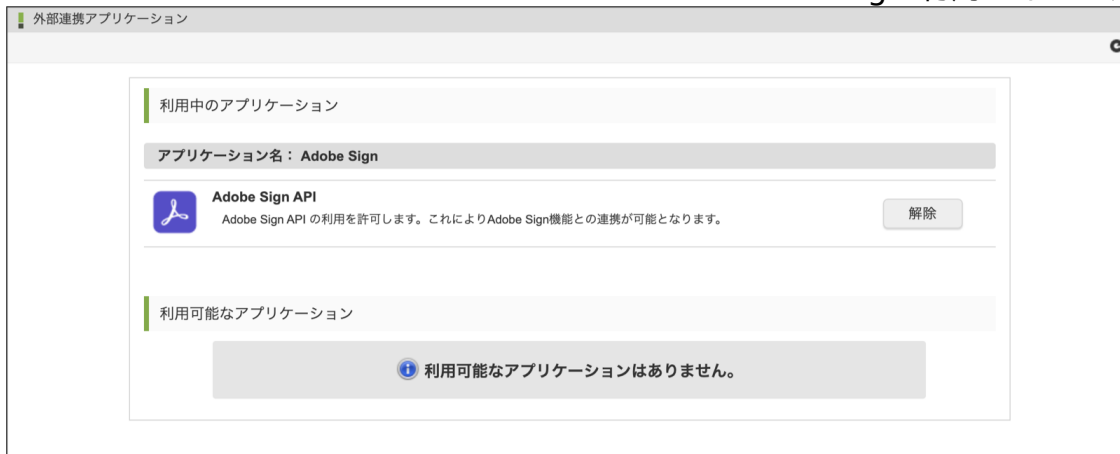 外部連携アプリケーション
利用中のアプリケーション
アプリケーション名： Adobe Sign
Adobe Sign API
Adobe Sign API の利用を許可します。これによりAdobe Sign機能との連携が可能となります。
解除
利用可能なアプリケーション
利用可能なアプリケーションはありません。